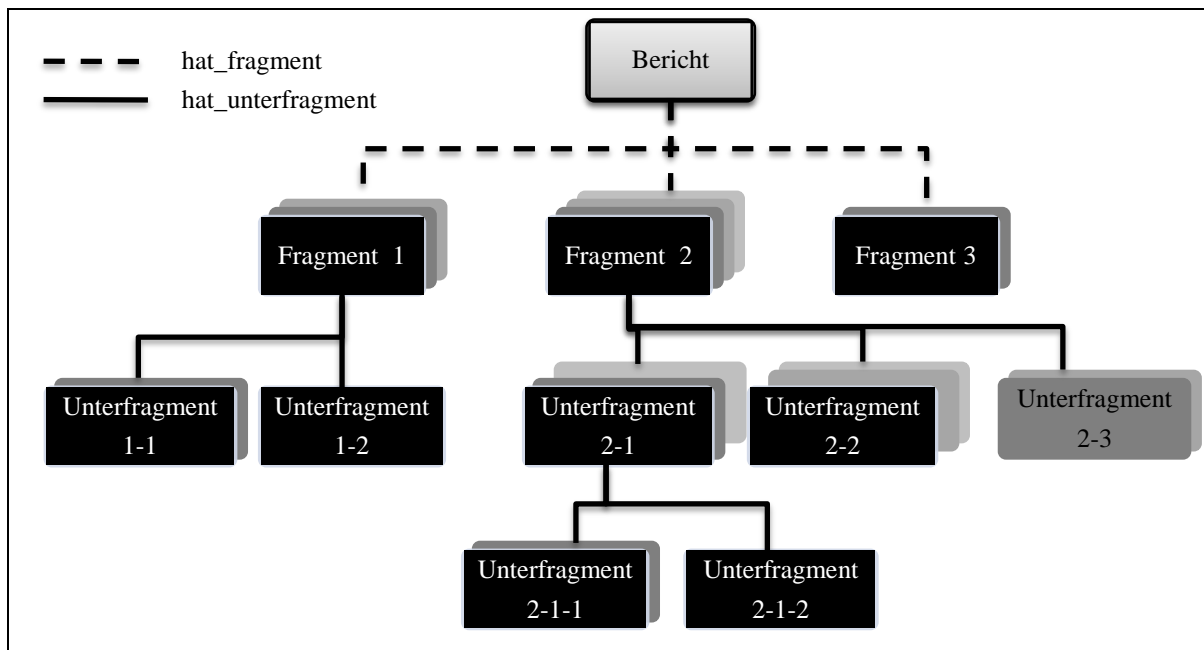 hat_fragment
hat_unterfragment
Bericht
Fragment 1
Fragment 2
Fragment 3
Unterfragment
1-1
Unterfragment
1-2
Unterfragment
2-1
Unterfragment
2-2
Unterfragment
2-3
Unterfragment
2-1-1
Unterfragment
2-1-2